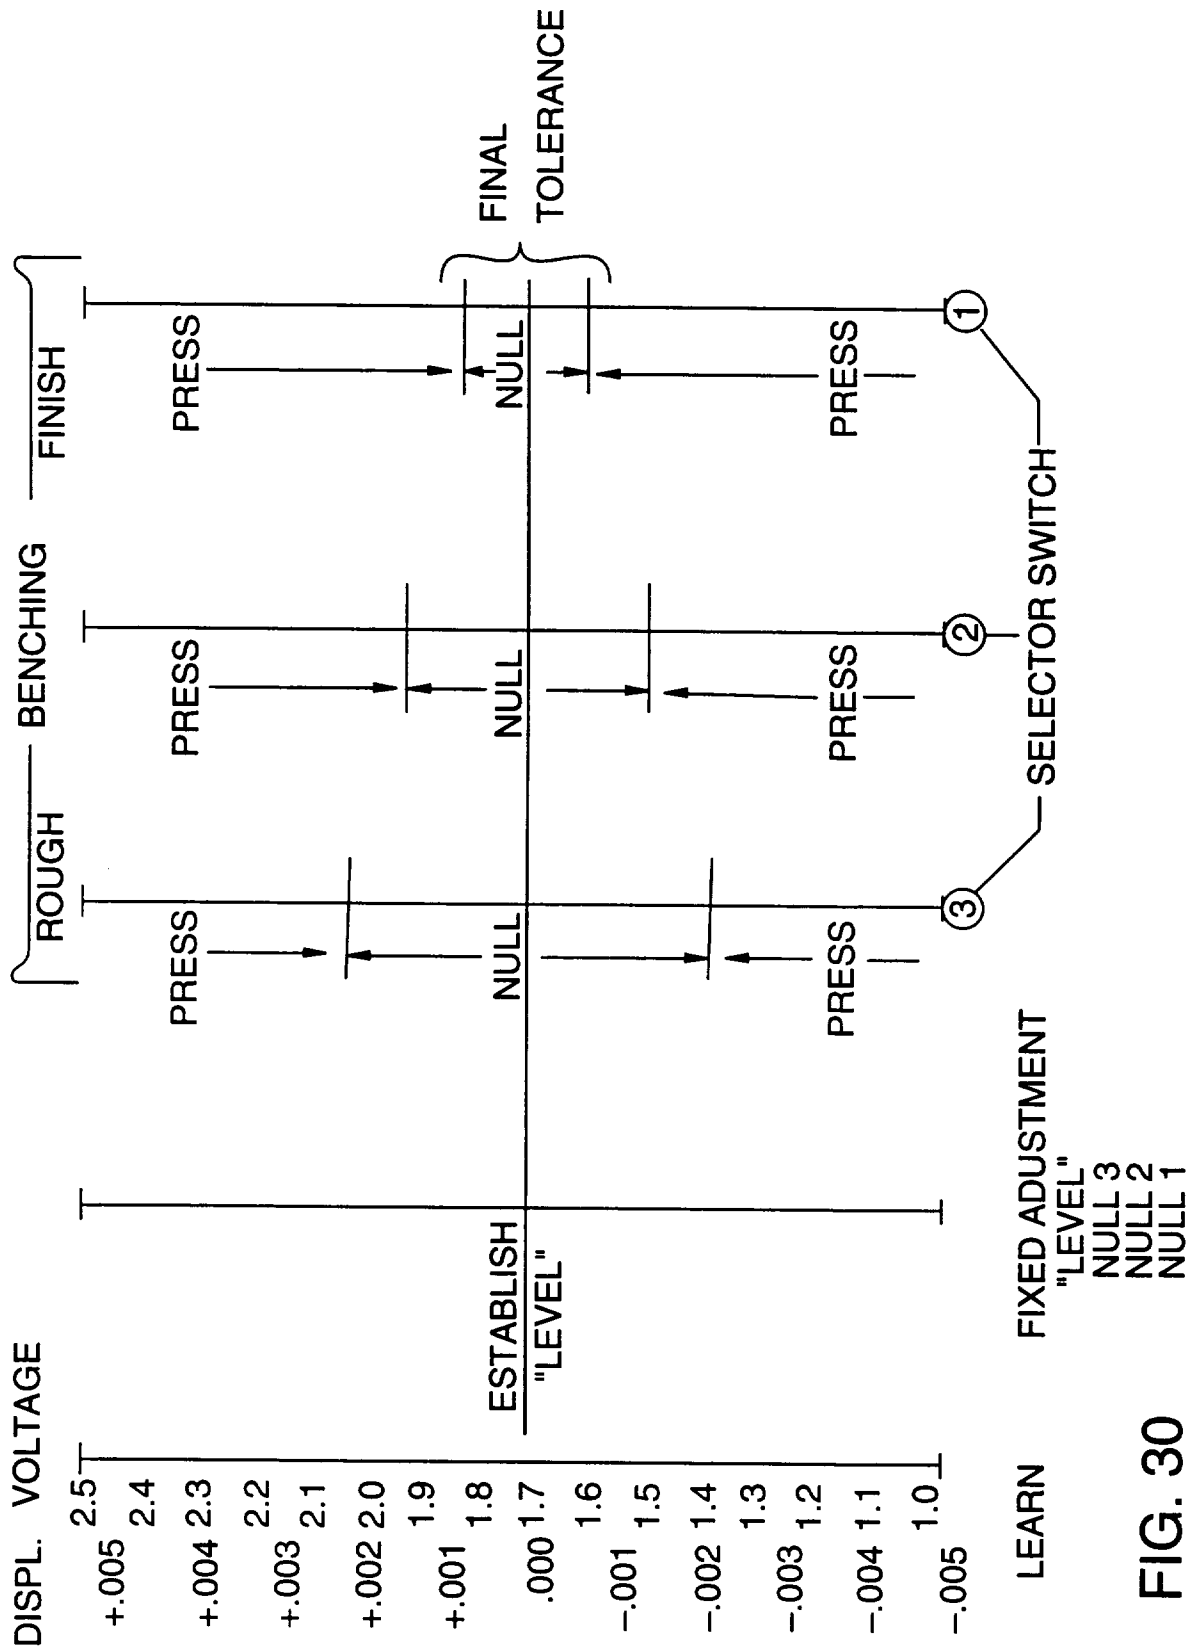 DISPL. VOLTAGE
+.005 2.5
2.4
+.004 2.3
2.2
+.003 2.1
+.002 2.0
1.9
+.001 1.8
.000 1.7
1.6
-.001 1.5
-.002 1.4
1.3
-.003 1.2
-.004 1.1
1.0
-.005
LEARN
ESTABLISH
"LEVEL"
FIXED ADUSTMENT
"LEVEL"
NULL 3
NULL 2
NULL 1
ROUGH
BENCHING
FINISH
PRESS
NULL
PRESS
3
PRESS
NULL
PRESS
2
PRESS
NULL
PRESS
1
SELECTOR SWITCH
FINAL
TOLERANCE
FIG. 30